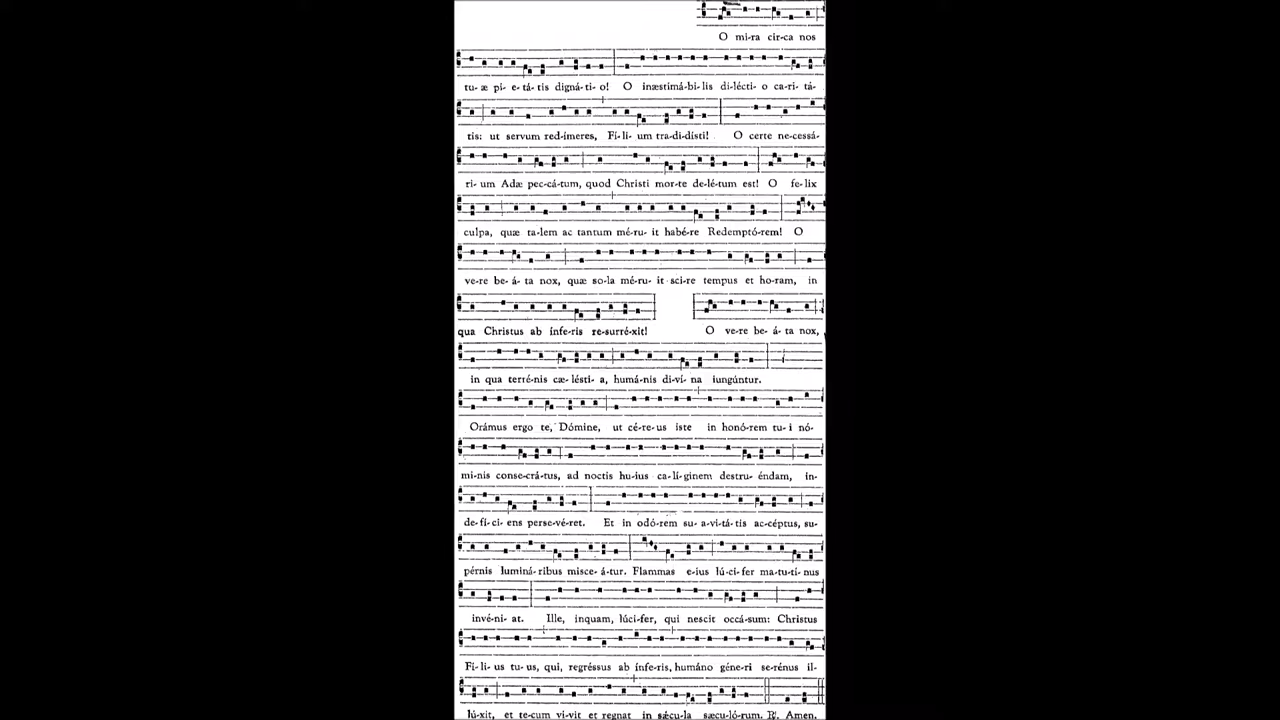 O mi-ra cir-ca nos
tu-æ pi-e-tá-tis digná-ti-o! O inæstimá-bi-lis di-lécti-o ca-ri-tá-
tis: ut servum red-ímeres, Fí-li-um tra-di-dísti! O certe ne-cessá-
ri-um Adæ pec-cá-tum, quod Christi mor-te de-lé-tum est! O fe-lix
culpa, quæ ta-lem ac tantum mé-ru-it habé-re Redemptó-rem! O
ve-re be-á-ta nox, quæ so-la mé-ru-it sci-re tempus et ho-ram, in
qua Christus ab ínfe-ris re-surré-xit! O ve-re be-á-ta nox,
in qua terré-nis cæ-lésti-a, humá-nis di-ví-na iungúntur.
Orámus ergo te, Dómine, ut cé-re-us iste in honó-rem tu-i nó-
mi-nis conse-crá-tus, ad noctis hu-ius ca-lí-ginem destru-éndam, in-
de-fí-ci-ens perse-vé-ret. Et in odó-rem su-a-vi-tá-tis ac-céptus, su-
pérnis luminá-ribus misce-á-tur. Flammas e-ius lú-ci-fer ma-tu-tí-nus
invé-ni-at. Ille, inquam, lúci-fer, qui nescit occá-sum: Christus
Fí-li-us tu-us, qui, regréssus ab ínfe-ris, humáno géne-ri se-rénus il-
lú-xit, et te-cum vi-vit et regnat in sæcu-la sæcu-ló-rum. ℟. Amen.